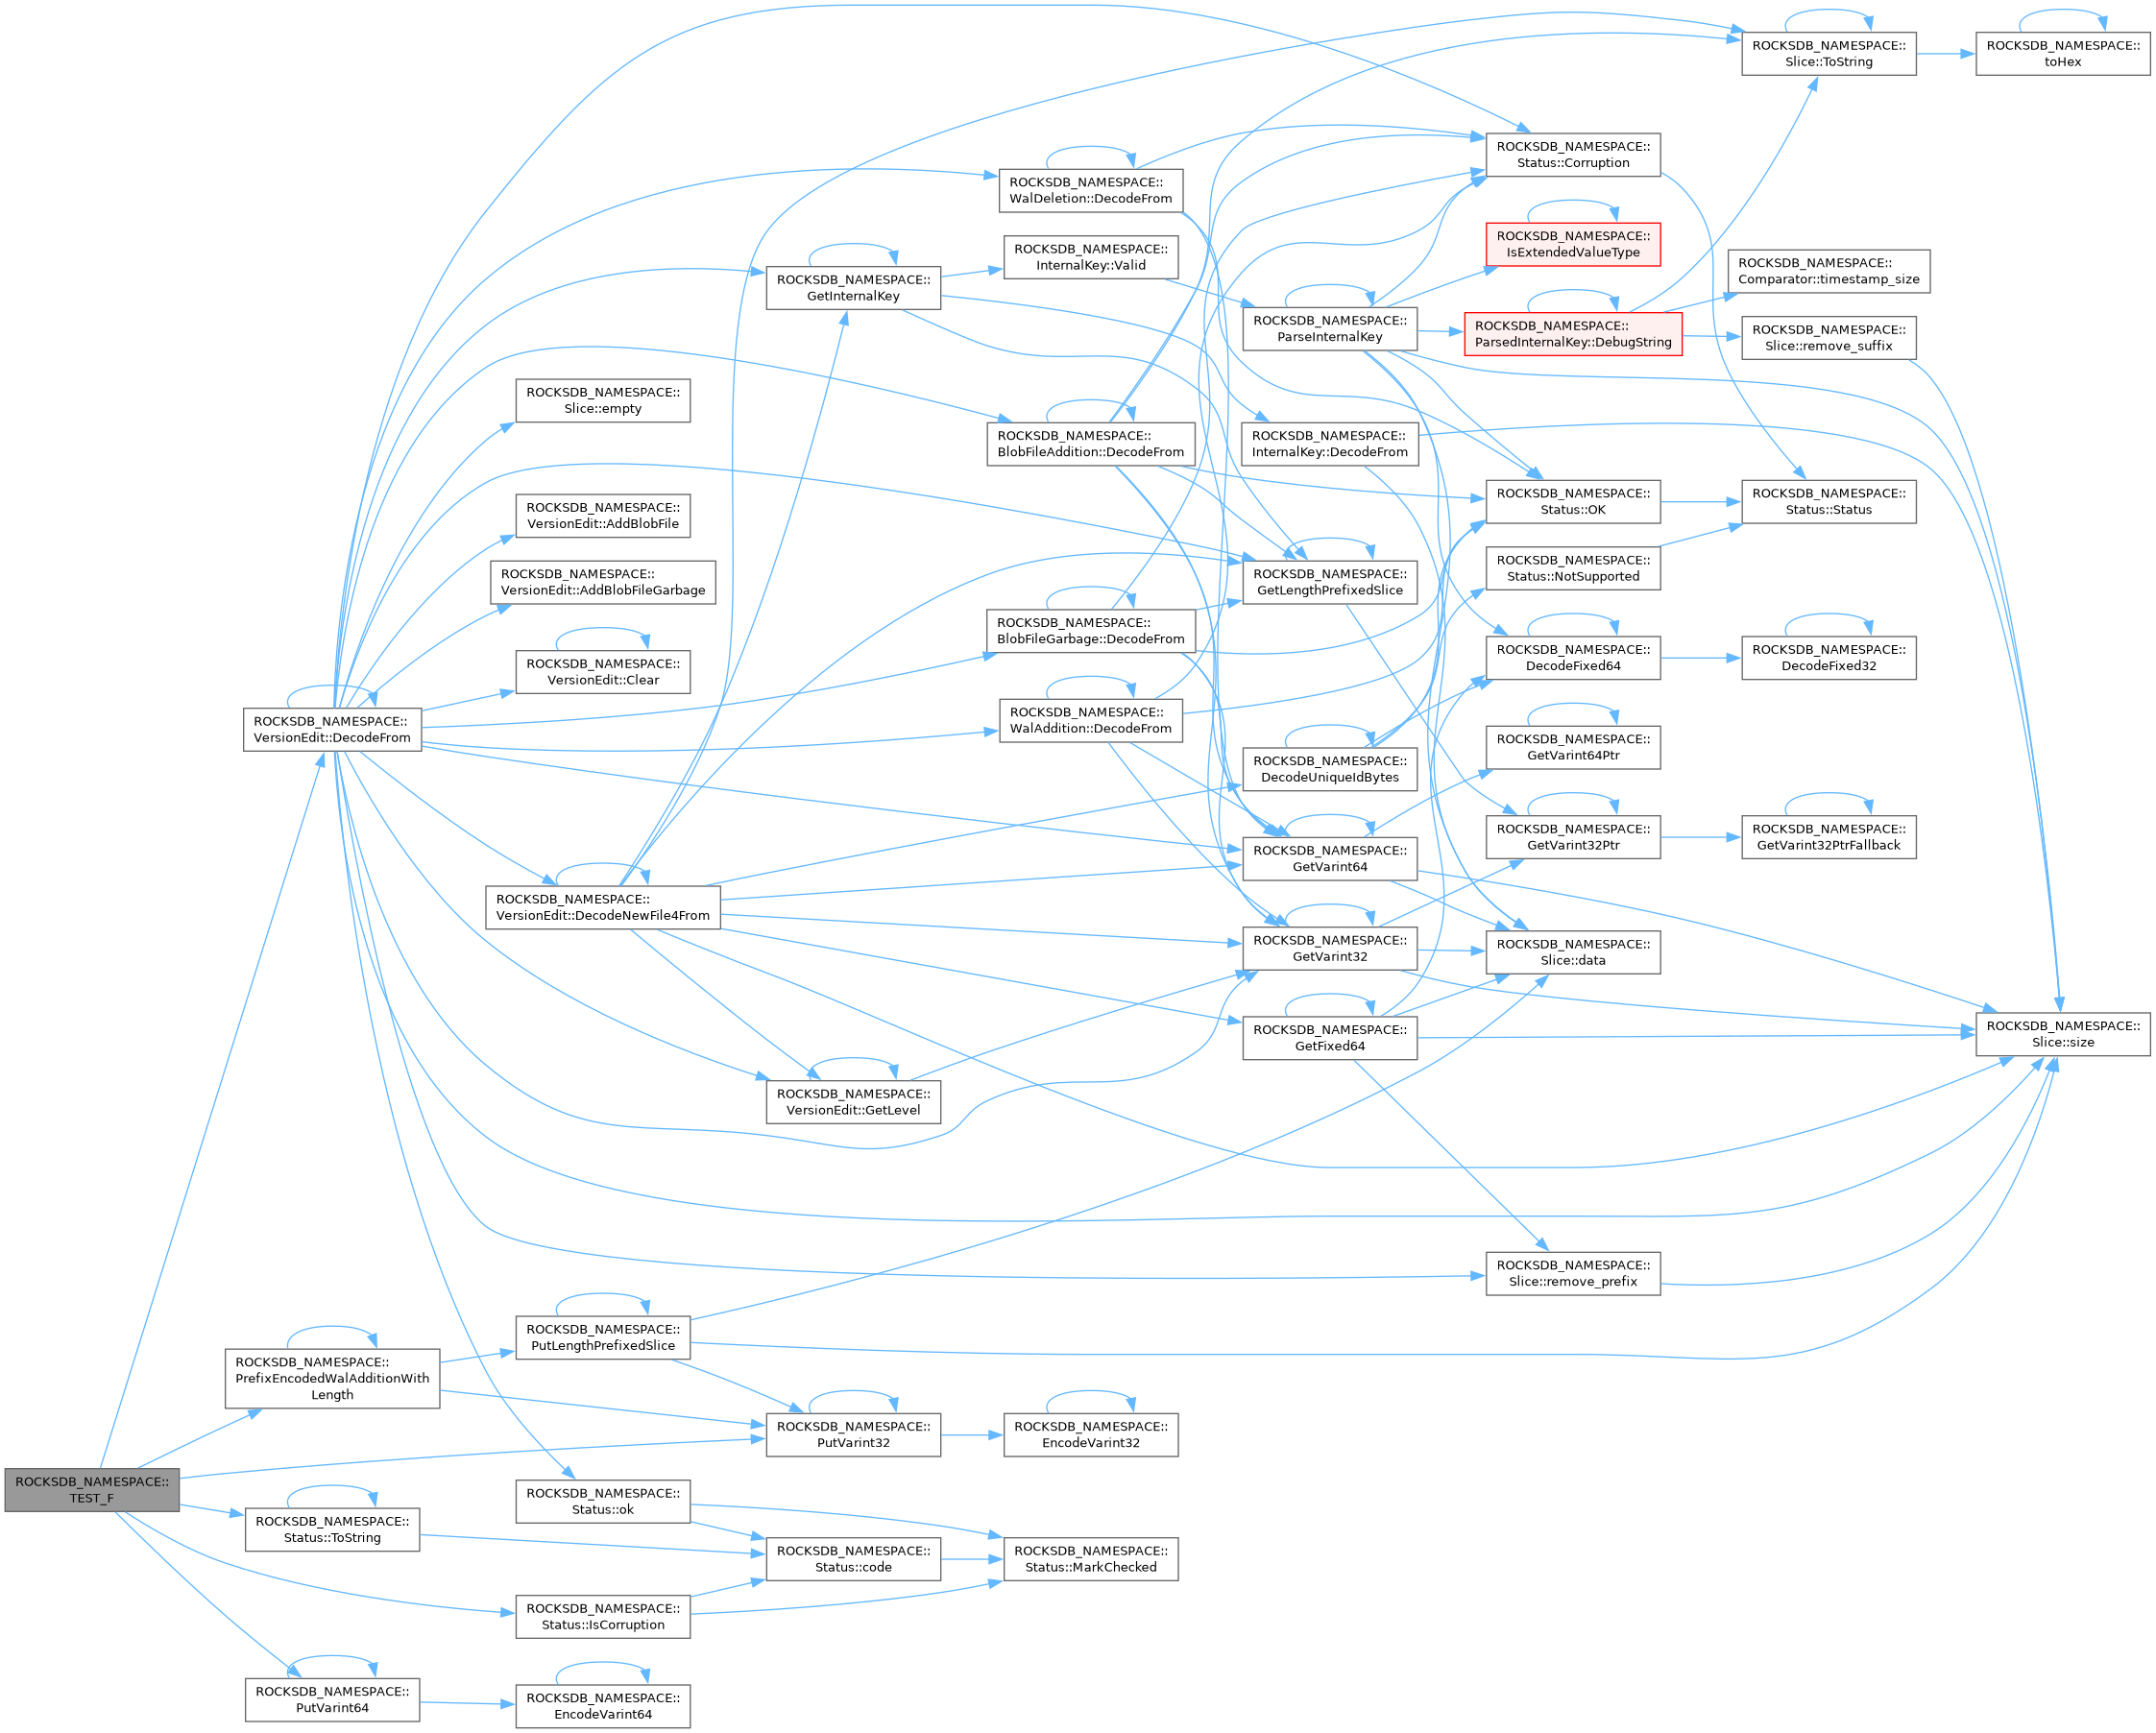 ROCKSDB_NAMESPACE::
TEST_F
ROCKSDB_NAMESPACE::
VersionEdit::DecodeFrom
ROCKSDB_NAMESPACE::
PrefixEncodedWalAdditionWith
Length
ROCKSDB_NAMESPACE::
Status::ToString
ROCKSDB_NAMESPACE::
PutVarint64
ROCKSDB_NAMESPACE::
Slice::empty
ROCKSDB_NAMESPACE::
VersionEdit::AddBlobFile
ROCKSDB_NAMESPACE::
VersionEdit::AddBlobFileGarbage
ROCKSDB_NAMESPACE::
VersionEdit::Clear
ROCKSDB_NAMESPACE::
VersionEdit::DecodeNewFile4From
ROCKSDB_NAMESPACE::
PutLengthPrefixedSlice
ROCKSDB_NAMESPACE::
Status::ok
ROCKSDB_NAMESPACE::
Status::IsCorruption
ROCKSDB_NAMESPACE::
EncodeVarint64
ROCKSDB_NAMESPACE::
GetInternalKey
ROCKSDB_NAMESPACE::
VersionEdit::GetLevel
ROCKSDB_NAMESPACE::
PutVarint32
ROCKSDB_NAMESPACE::
Status::code
ROCKSDB_NAMESPACE::
WalDeletion::DecodeFrom
ROCKSDB_NAMESPACE::
InternalKey::Valid
ROCKSDB_NAMESPACE::
BlobFileAddition::DecodeFrom
ROCKSDB_NAMESPACE::
BlobFileGarbage::DecodeFrom
ROCKSDB_NAMESPACE::
WalAddition::DecodeFrom
ROCKSDB_NAMESPACE::
EncodeVarint32
ROCKSDB_NAMESPACE::
Status::MarkChecked
ROCKSDB_NAMESPACE::
ParseInternalKey
ROCKSDB_NAMESPACE::
InternalKey::DecodeFrom
ROCKSDB_NAMESPACE::
GetLengthPrefixedSlice
ROCKSDB_NAMESPACE::
DecodeUniqueIdBytes
ROCKSDB_NAMESPACE::
GetVarint64
ROCKSDB_NAMESPACE::
GetVarint32
ROCKSDB_NAMESPACE::
GetFixed64
ROCKSDB_NAMESPACE::
Status::Corruption
ROCKSDB_NAMESPACE::
IsExtendedValueType
ROCKSDB_NAMESPACE::
ParsedInternalKey::DebugString
ROCKSDB_NAMESPACE::
Status::OK
ROCKSDB_NAMESPACE::
Status::NotSupported
ROCKSDB_NAMESPACE::
DecodeFixed64
ROCKSDB_NAMESPACE::
GetVarint64Ptr
ROCKSDB_NAMESPACE::
GetVarint32Ptr
ROCKSDB_NAMESPACE::
Slice::data
ROCKSDB_NAMESPACE::
Slice::remove_prefix
ROCKSDB_NAMESPACE::
Slice::ToString
ROCKSDB_NAMESPACE::
Comparator::timestamp_size
ROCKSDB_NAMESPACE::
Slice::remove_suffix
ROCKSDB_NAMESPACE::
Status::Status
ROCKSDB_NAMESPACE::
DecodeFixed32
ROCKSDB_NAMESPACE::
GetVarint32PtrFallback
ROCKSDB_NAMESPACE::
toHex
ROCKSDB_NAMESPACE::
Slice::size